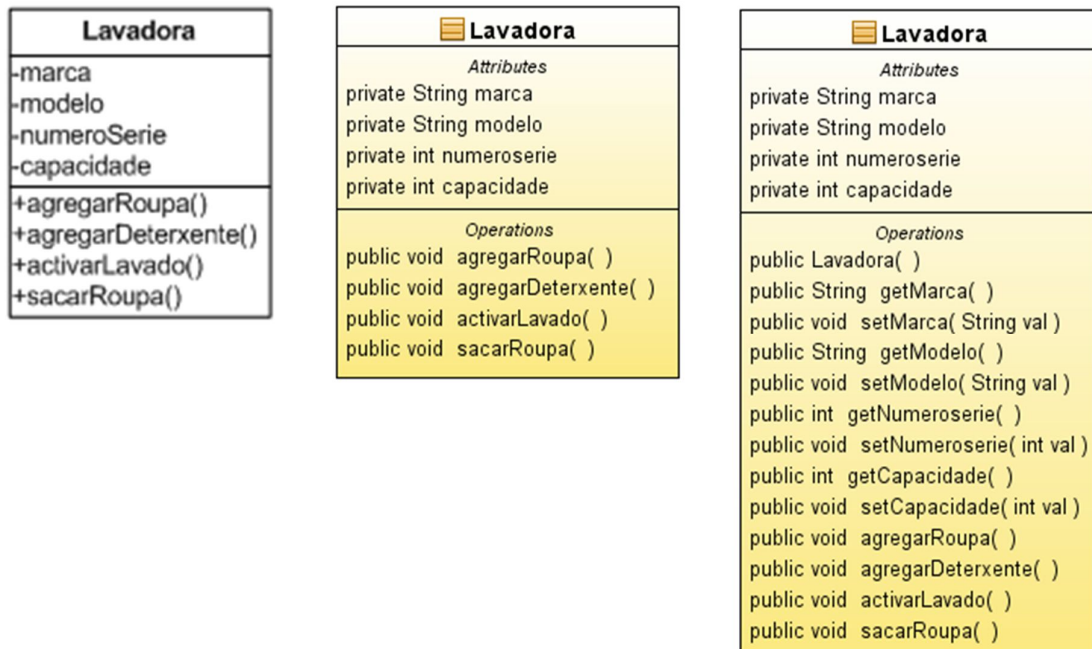 Lavadora
-marca
-modelo
-numeroSerie
-capacidade
+agregarRoupa()
+agregarDeterxente()
+activarLavado()
+sacarRoupa()
Lavadora
Attributes
private String marca
private String modelo
private int numeroserie
private int capacidade
Operations
public void agregarRoupa( )
public void agregarDeterxente( )
public void activarLavado( )
public void sacarRoupa( )
Lavadora
Attributes
private String marca
private String modelo
private int numeroserie
private int capacidade
Operations
public Lavadora( )
public String getMarca( )
public void setMarca( String val )
public String getModelo( )
public void setModelo( String val )
public int getNumeroserie( )
public void setNumeroserie( int val )
public int getCapacidade( )
public void setCapacidade( int val )
public void agregarRoupa( )
public void agregarDeterxente( )
public void activarLavado( )
public void sacarRoupa( )